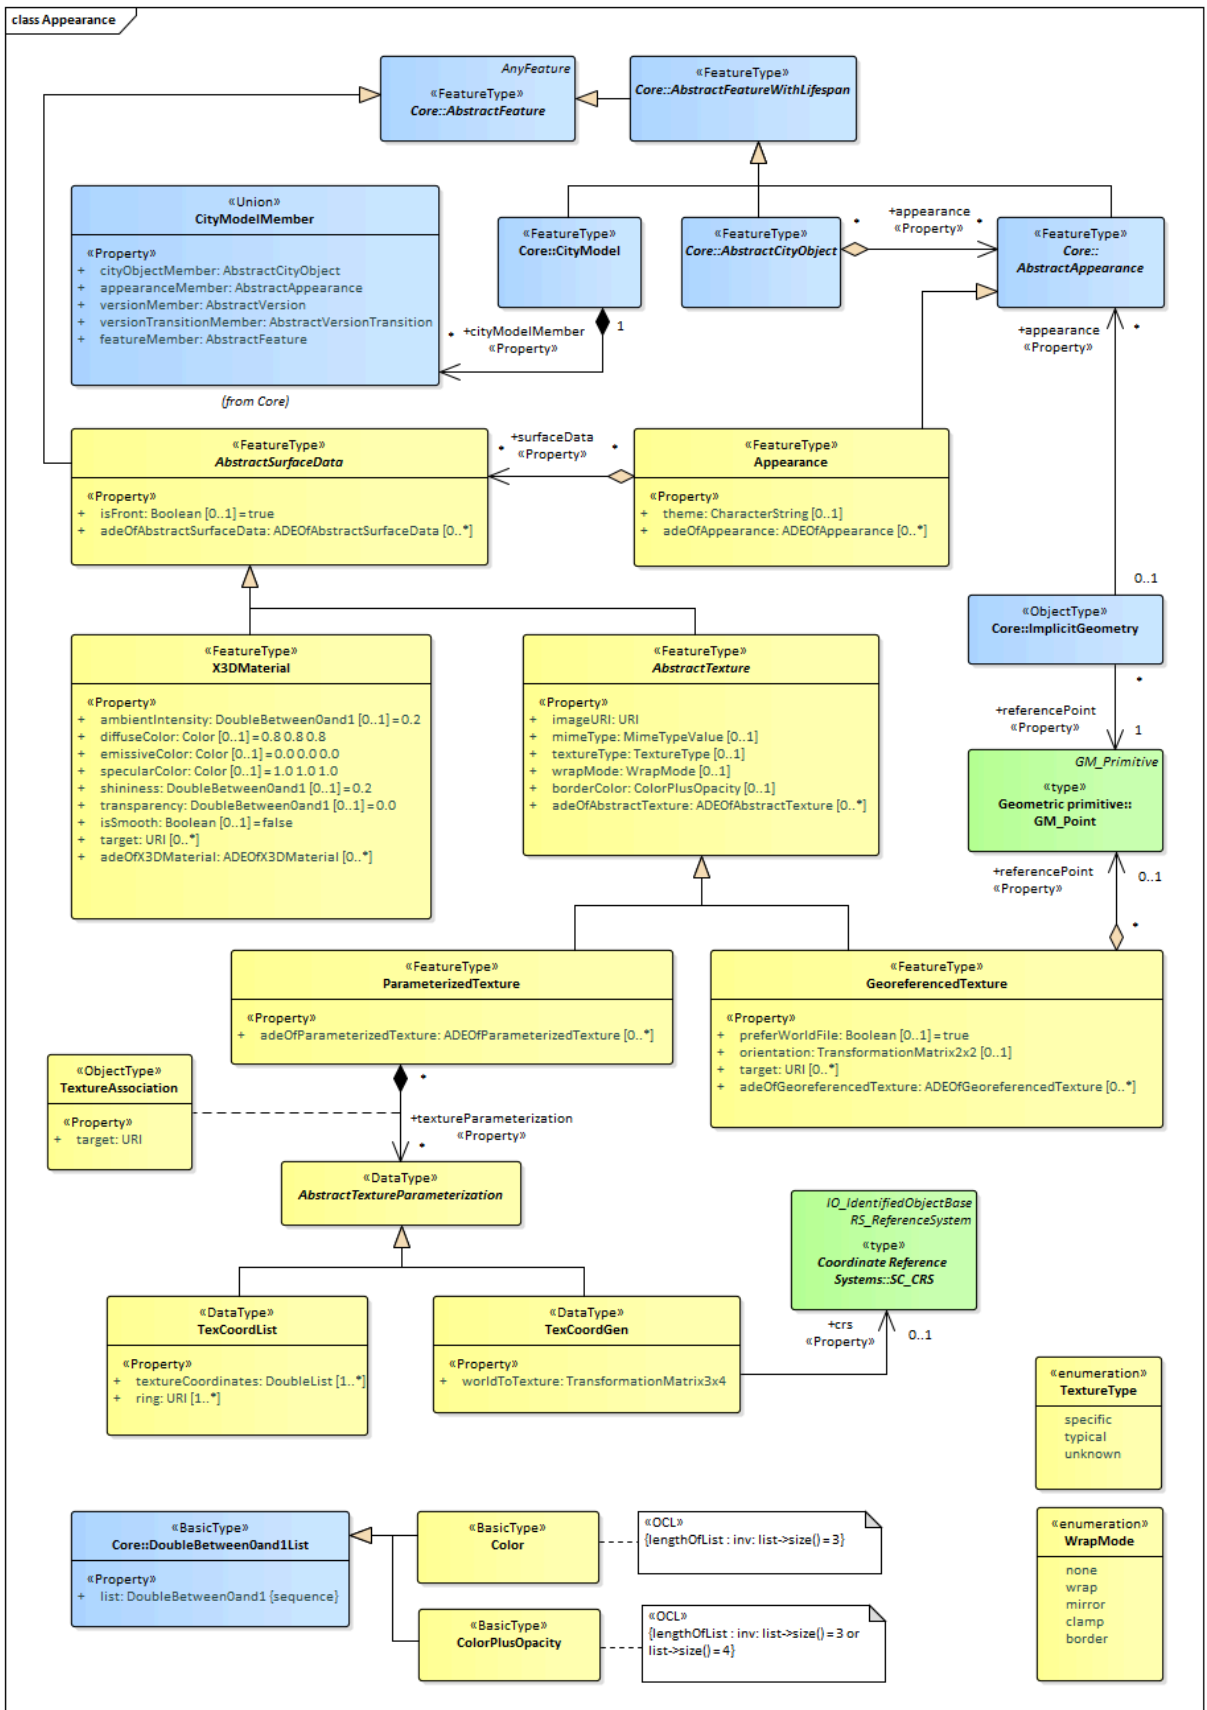 class Appearance
AnyFeature
«FeatureType»
Core::AbstractFeature
«FeatureType»
Core::AbstractFeatureWithLifespan
«Union»
CityModelMember
«Property»
+ cityObjectMember: AbstractCityObject
+ appearanceMember: AbstractAppearance
+ versionMember: AbstractVersion
+ versionTransitionMember: AbstractVersionTransition
+ featureMember: AbstractFeature
(from Core)
«FeatureType»
Core::CityModel
«FeatureType»
Core::AbstractCityObject
*
+appearance
«Property»
*
«FeatureType»
Core::
AbstractAppearance
1
*
+cityModelMember
«Property»
+appearance
«Property»
*
0..1
«FeatureType»
AbstractSurfaceData
«Property»
+ isFront: Boolean [0..1] = true
+ adeOfAbstractSurfaceData: ADEOfAbstractSurfaceData [0..*]
*
+surfaceData
«Property»
*
«FeatureType»
Appearance
«Property»
+ theme: CharacterString [0..1]
+ adeOfAppearance: ADEOfAppearance [0..*]
«ObjectType»
Core::ImplicitGeometry
*
+referencePoint
«Property»
1
«FeatureType»
X3DMaterial
«Property»
+ ambientIntensity: DoubleBetween0and1 [0..1] = 0.2
+ diffuseColor: Color [0..1] = 0.8 0.8 0.8
+ emissiveColor: Color [0..1] = 0.0 0.0 0.0
+ specularColor: Color [0..1] = 1.0 1.0 1.0
+ shininess: DoubleBetween0and1 [0..1] = 0.2
+ transparency: DoubleBetween0and1 [0..1] = 0.0
+ isSmooth: Boolean [0..1] = false
+ target: URI [0..*]
+ adeOfX3DMaterial: ADEOfX3DMaterial [0..*]
«FeatureType»
AbstractTexture
«Property»
+ imageURI: URI
+ mimeType: MimeTypeValue [0..1]
+ textureType: TextureType [0..1]
+ wrapMode: WrapMode [0..1]
+ borderColor: ColorPlusOpacity [0..1]
+ adeOfAbstractTexture: ADEOfAbstractTexture [0..*]
GM_Primitive
«type»
Geometric primitive::
GM_Point
+referencePoint
«Property»
0..1
*
«FeatureType»
ParameterizedTexture
«Property»
+ adeOfParameterizedTexture: ADEOfParameterizedTexture [0..*]
«FeatureType»
GeoreferencedTexture
«Property»
+ preferWorldFile: Boolean [0..1] = true
+ orientation: TransformationMatrix2x2 [0..1]
+ target: URI [0..*]
+ adeOfGeoreferencedTexture: ADEOfGeoreferencedTexture [0..*]
«ObjectType»
TextureAssociation
«Property»
+ target: URI
*
+textureParameterization
«Property»
*
«DataType»
AbstractTextureParameterization
IO_IdentifiedObjectBase
RS_ReferenceSystem
«type»
Coordinate Reference
Systems::SC_CRS
«DataType»
TexCoordList
«Property»
+ textureCoordinates: DoubleList [1..*]
+ ring: URI [1..*]
«DataType»
TexCoordGen
«Property»
+ worldToTexture: TransformationMatrix3x4
+crs
«Property»
0..1
«enumeration»
TextureType
specific
typical
unknown
«BasicType»
Core::DoubleBetween0and1List
«Property»
+ list: DoubleBetween0and1 {sequence}
«BasicType»
Color
«OCL»
{lengthOfList : inv: list->size() = 3}
«BasicType»
ColorPlusOpacity
«OCL»
{lengthOfList : inv: list->size() = 3 or
list->size() = 4}
«enumeration»
WrapMode
none
wrap
mirror
clamp
border